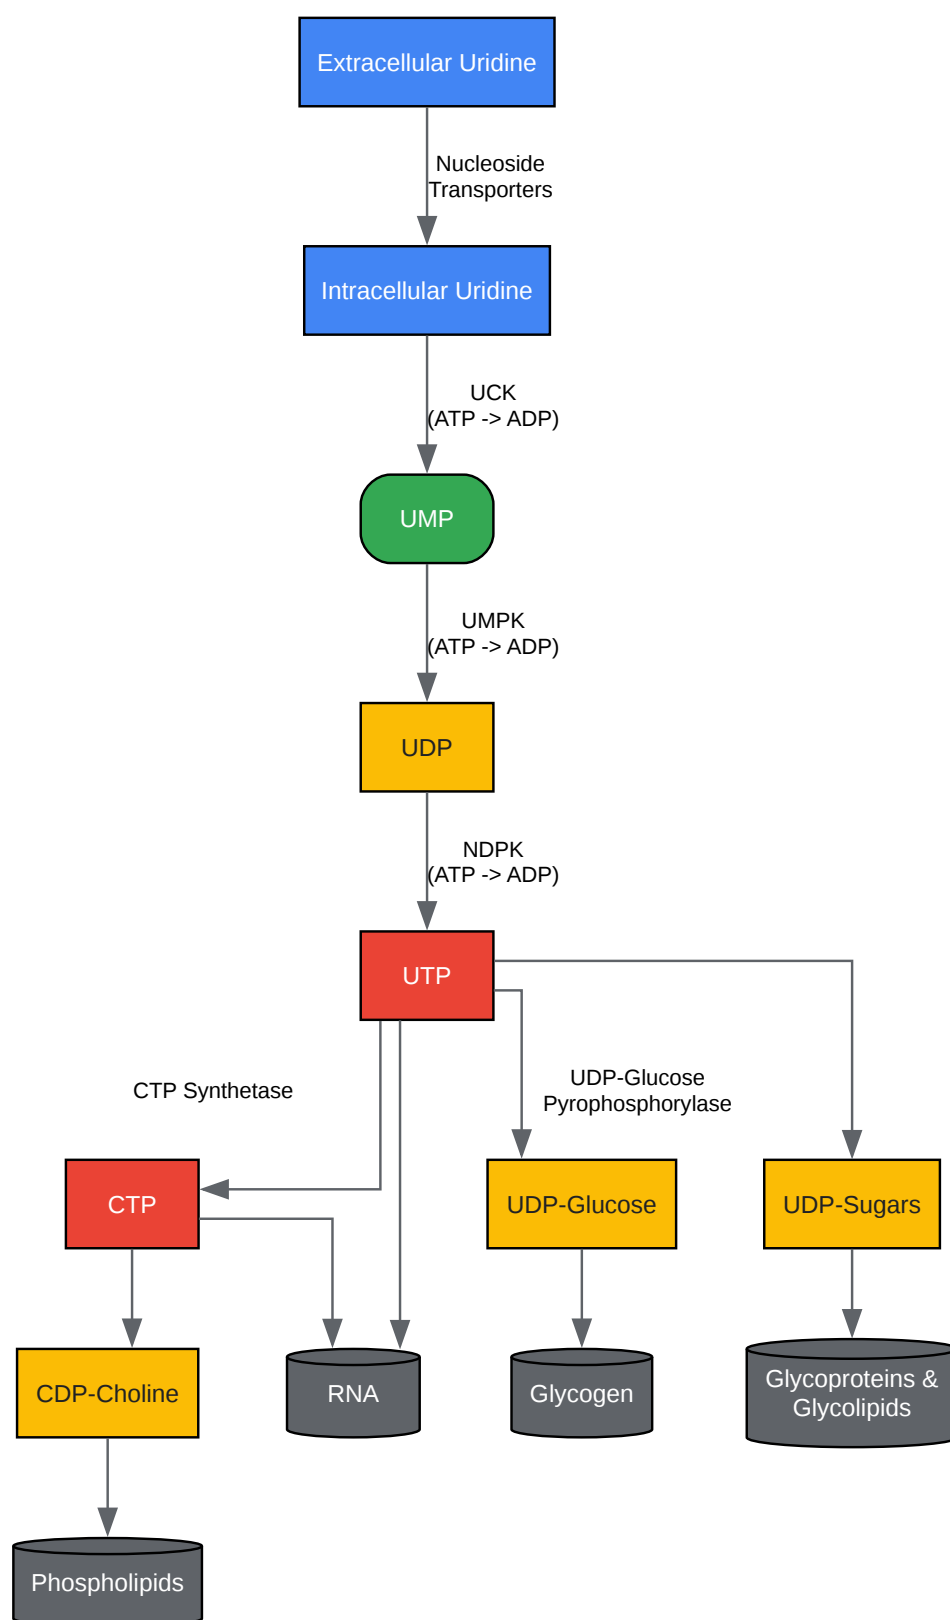 Extracellular Uridine
Nucleoside
Transporters
Intracellular Uridine
UCK
(ATP -> ADP)
UMP
UMPK
(ATP -> ADP)
UDP
NDPK
(ATP -> ADP)
UTP
CTP Synthetase
UDP-Glucose
Pyrophosphorylase
CTP
UDP-Glucose
UDP-Sugars
CDP-Choline
RNA
Glycogen
Glycoproteins &
Glycolipids
Phospholipids